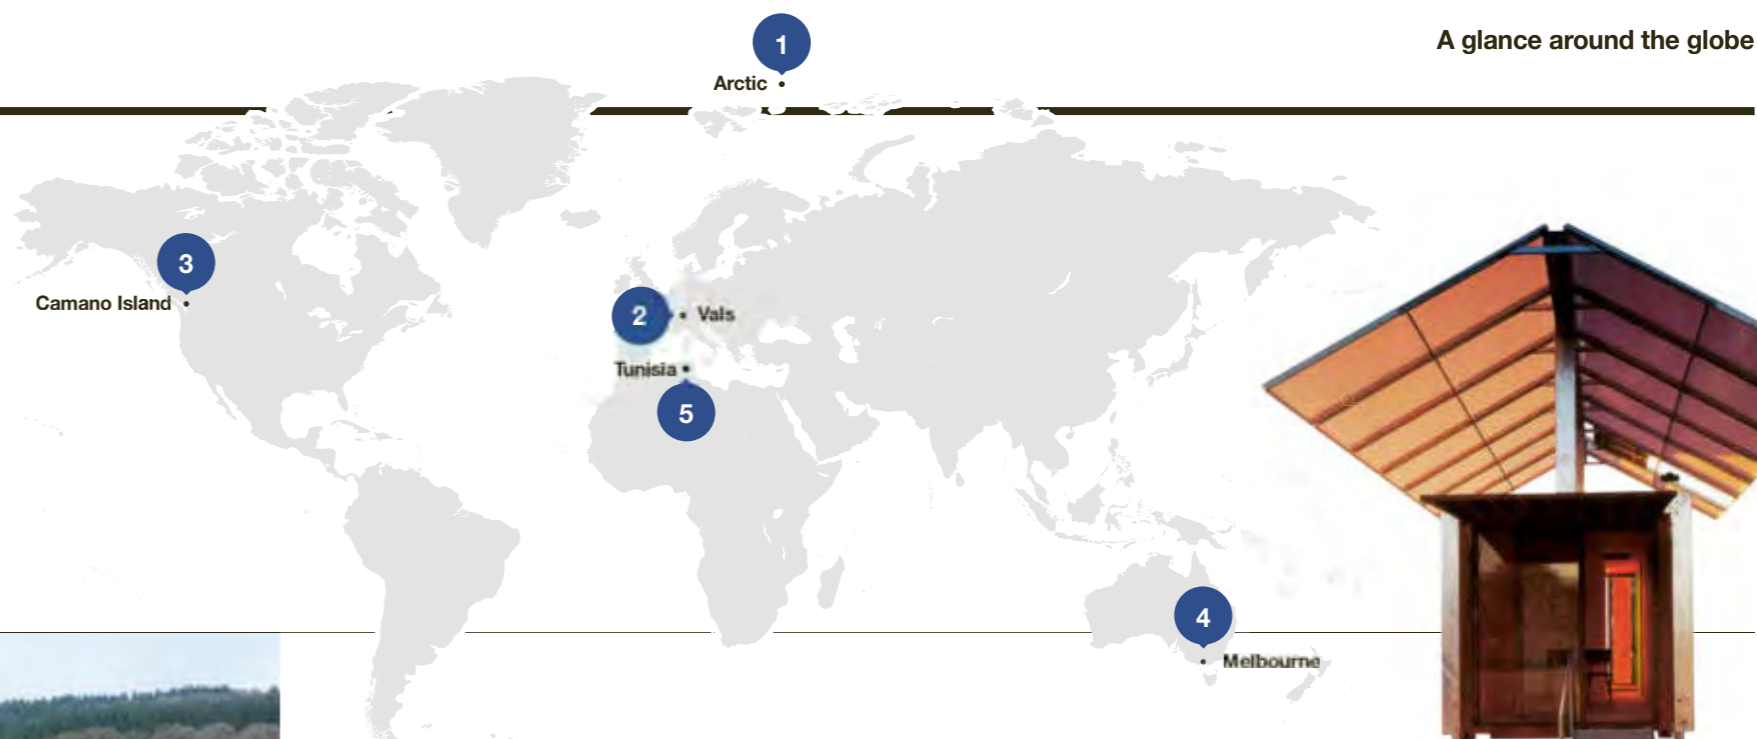 A glance around the globe
1
Arctic
3
Camano Island
2
Vals
Tunisia
5
4
Melbourne